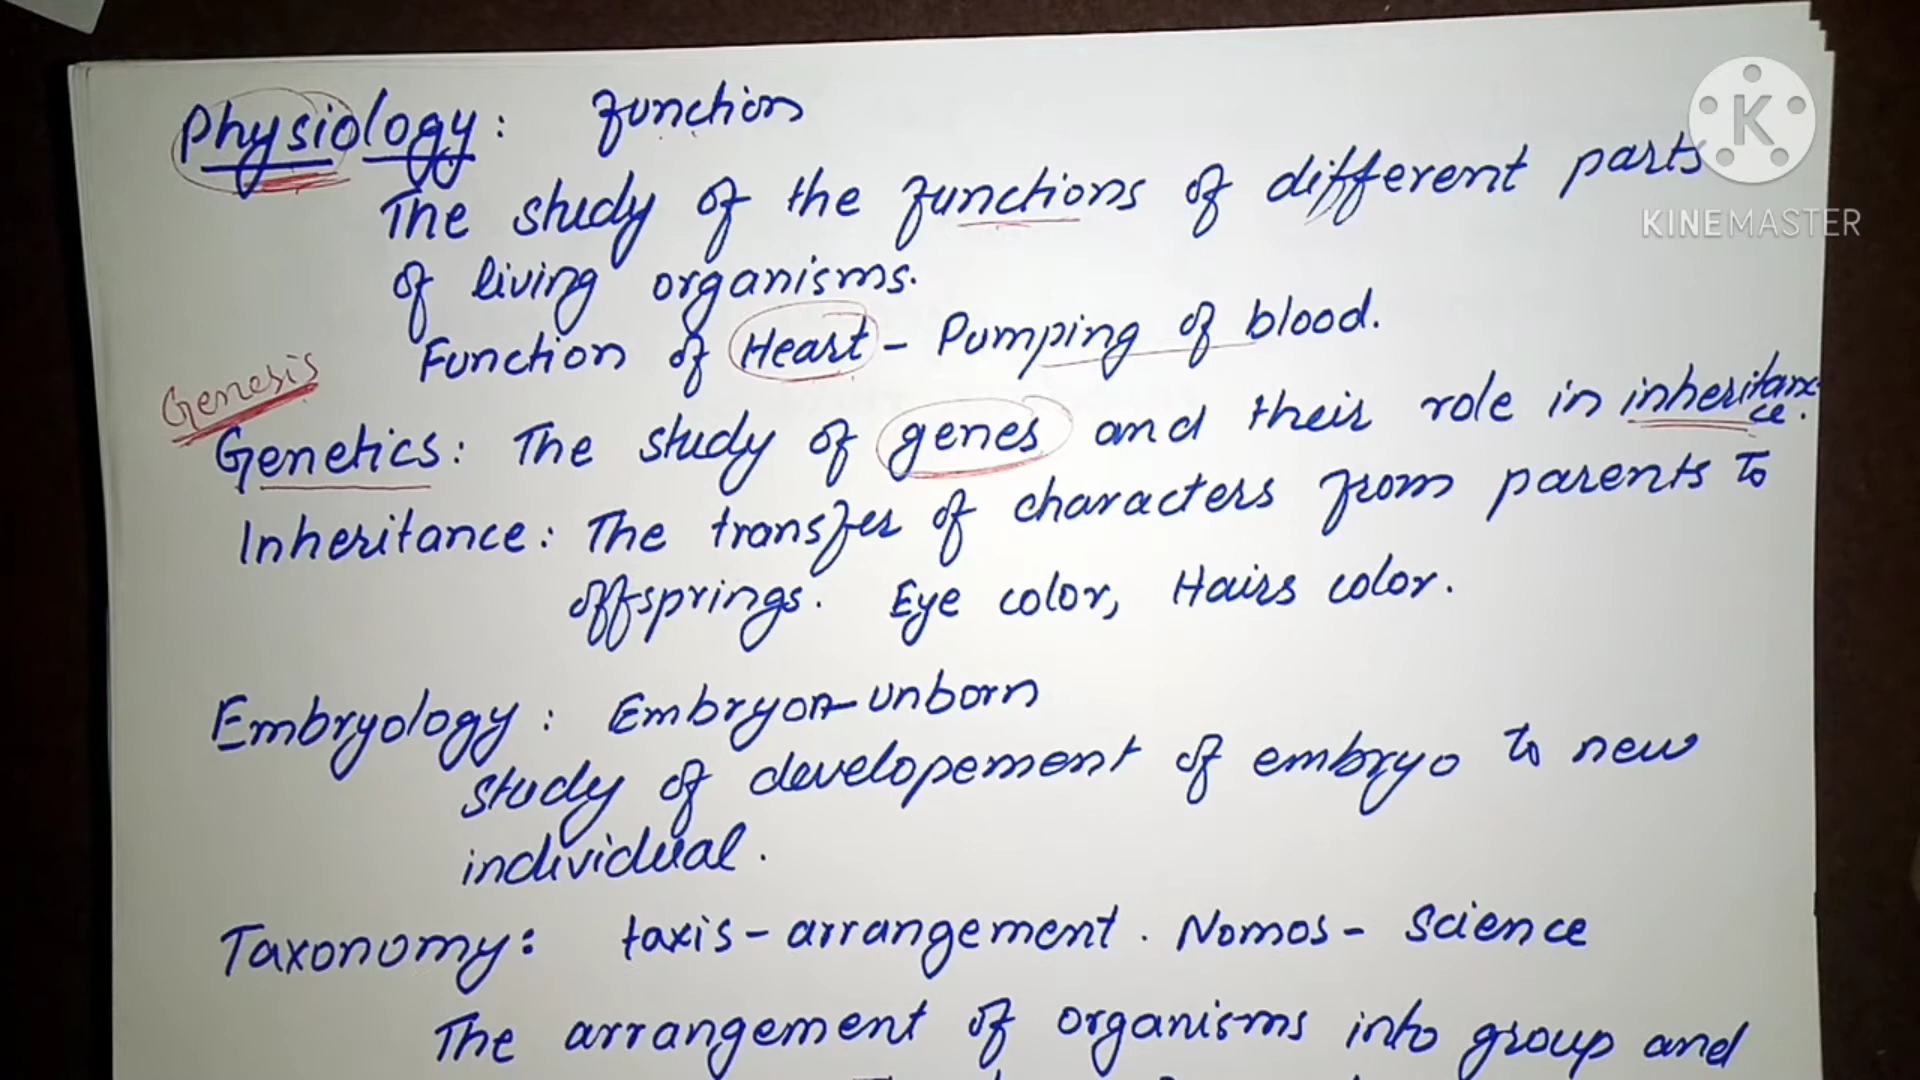 Physiology: function
The study of the functions of different parts
of living organisms.
Function of Heart - Pumping of blood.
Genesis
Genetics: The study of genes and their role in inheritance.
Inheritance: The transfer of characters from parents to
offsprings. Eye color, Hairs color.
Embryology: Embryon-unborn
study of developement of embryo to new
individual.
Taxonomy: taxis - arrangement. Nomos - Science
The arrangement of organisms into group and
K
KINEMASTER